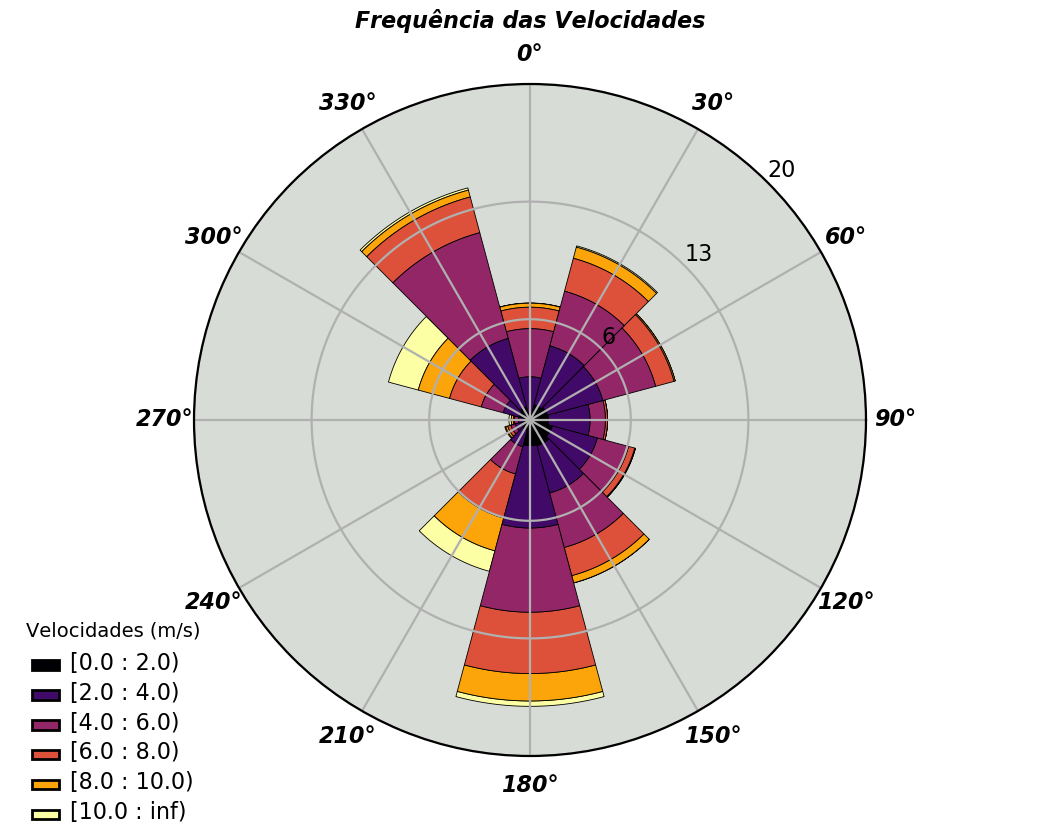 Frequência das Velocidades
0°
330°
30°
20
300°
60°
13
6
270°
90°
240°
120°
Velocidades (m/s)
[0.0 : 2.0)
[2.0 : 4.0)
[4.0 : 6.0)
[6.0 : 8.0)
[8.0 : 10.0)
[10.0 : inf)
210°
150°
180°